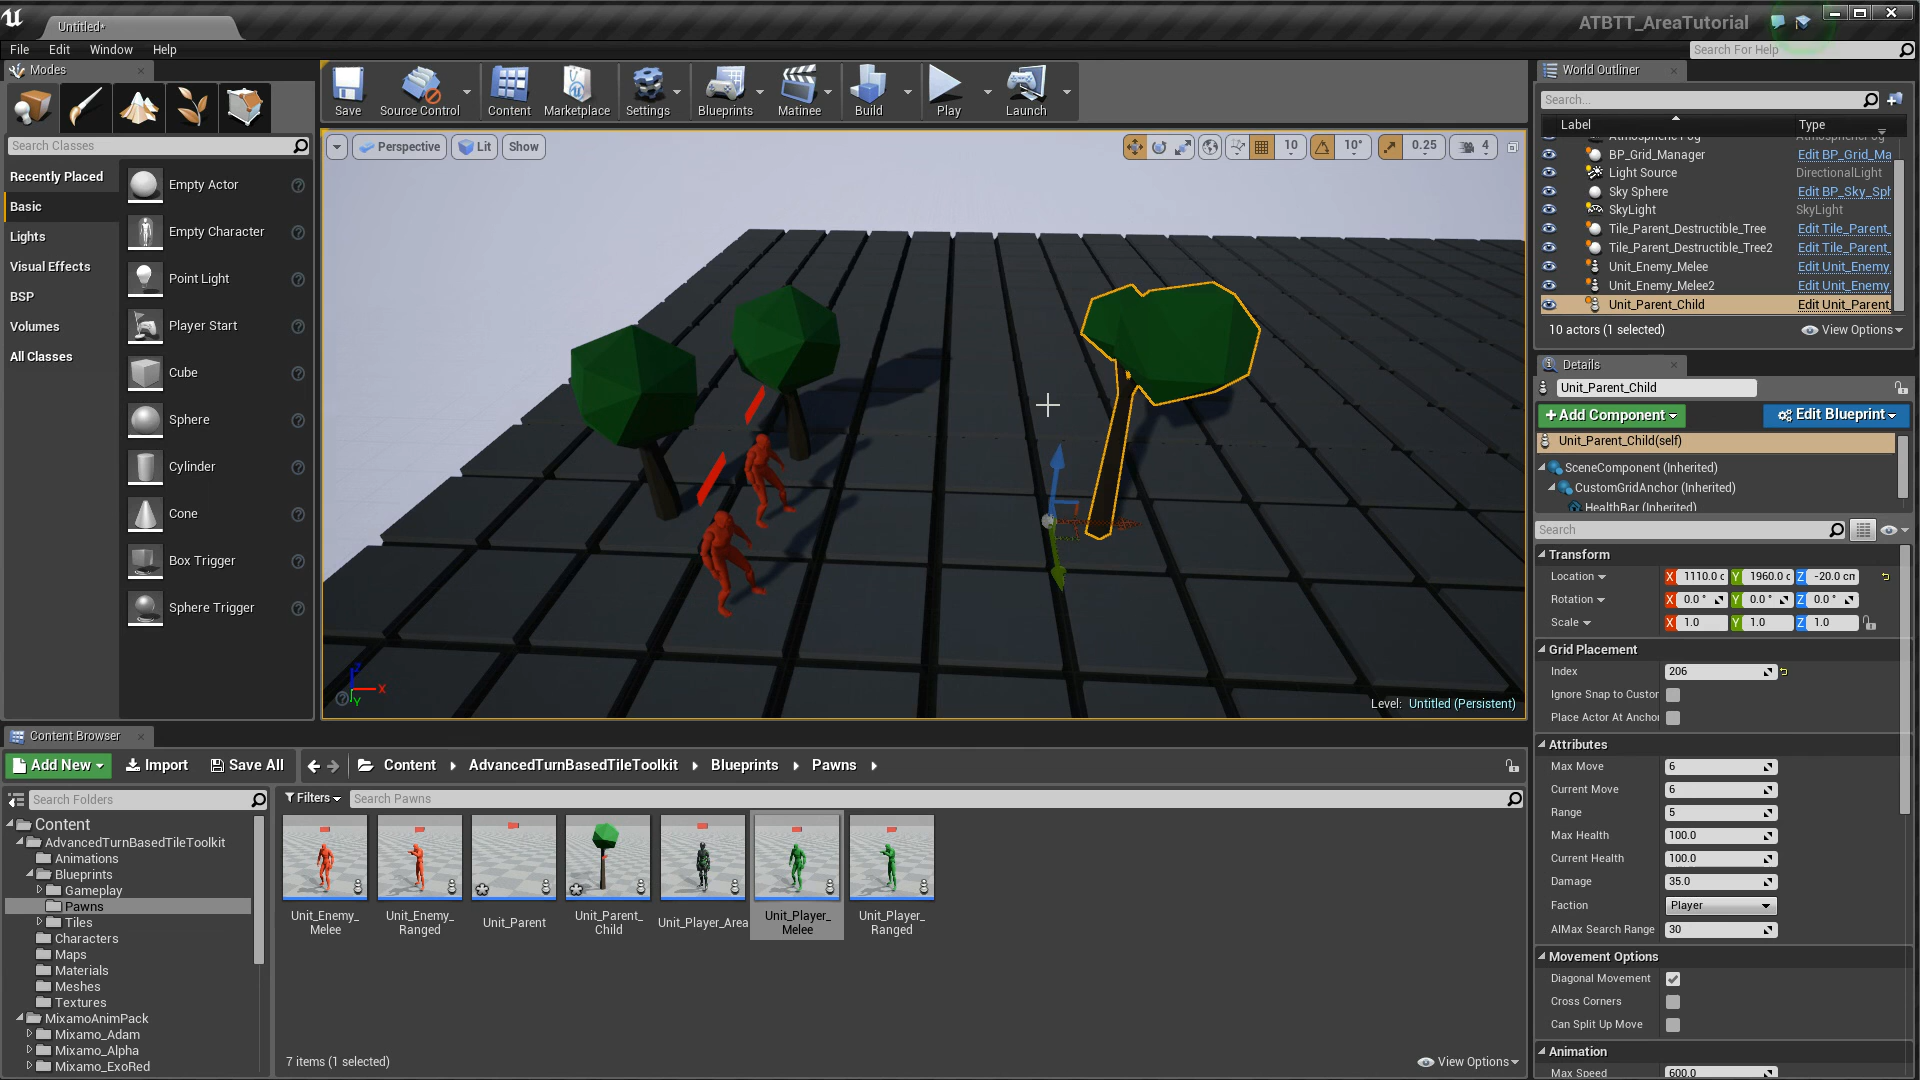 Untitled*
ATBTT_AreaTutorial
File Edit Window Help
Search For Help
Modes
Search Classes
Recently Placed
Basic
Lights
Visual Effects
BSP
Volumes
All Classes
Empty Actor
Empty Character
Point Light
Player Start
Cube
Sphere
Cylinder
Cone
Box Trigger
Sphere Trigger
Save
Source Control
Content
Marketplace
Settings
Blueprints
Matinee
Build
Play
Launch
Perspective
Lit
Show
10
10°
0.25
4
X
Z
Y
Level: Untitled (Persistent)
World Outliner
Search...
Label Type
BP_Grid_Manager Edit BP_Grid_Ma
Light Source DirectionalLight
Sky Sphere Edit BP_Sky_Sph
SkyLight SkyLight
Tile_Parent_Destructible_Tree Edit Tile_Parent_
Tile_Parent_Destructible_Tree2 Edit Tile_Parent_
Unit_Enemy_Melee Edit Unit_Enemy_
Unit_Enemy_Melee2 Edit Unit_Enemy_
Unit_Parent_Child Edit Unit_Parent_
10 actors (1 selected)
View Options
Details
Unit_Parent_Child
+Add Component
Edit Blueprint
Unit_Parent_Child(self)
SceneComponent (Inherited)
CustomGridAnchor (Inherited)
HealthBar (Inherited)
Search
Transform
Location X 1110.0 c Y 1960.0 c Z -20.0 cm
Rotation X 0.0 ° Y 0.0 ° Z 0.0 °
Scale X 1.0 Y 1.0 Z 1.0
Grid Placement
Index 206
Ignore Snap to Custor
Place Actor At Anchor
Attributes
Max Move 6
Current Move 6
Range 5
Max Health 100.0
Current Health 100.0
Damage 35.0
Faction Player
AIMax Search Range 30
Movement Options
Diagonal Movement
Cross Corners
Can Split Up Move
Animation
Max Speed 600.0
Content Browser
Add New
Import
Save All
Content
AdvancedTurnBasedTileToolkit
Blueprints
Pawns
Search Folders
Filters
Search Pawns
Content
AdvancedTurnBasedTileToolkit
Animations
Blueprints
Gameplay
Pawns
Tiles
Characters
Maps
Materials
Meshes
Textures
MixamoAnimPack
Mixamo_Adam
Mixamo_Alpha
Mixamo_ExoRed
Unit_Enemy_
Melee
Unit_Enemy_
Ranged
Unit_Parent
Unit_Parent_
Child
Unit_Player_Area
Unit_Player_
Melee
Unit_Player_
Ranged
7 items (1 selected)
View Options